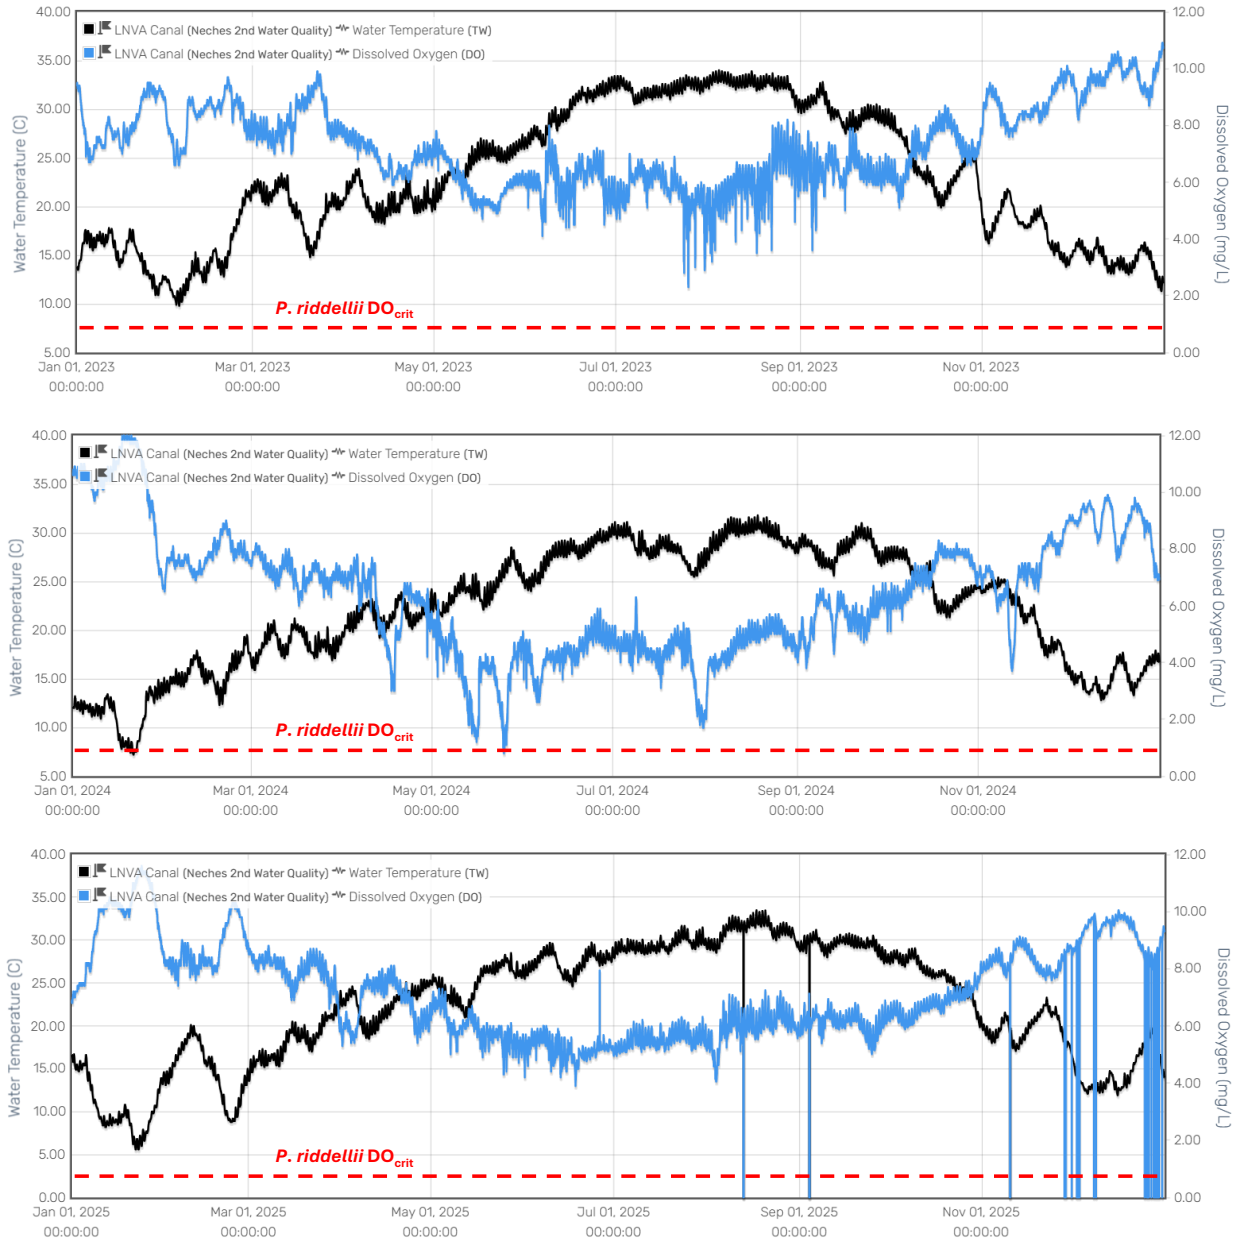 40.00
12.00
LNVA Canal (Neches 2nd Water Quality) Water Temperature (TW)
LNVA Canal (Neches 2nd Water Quality) Dissolved Oxygen (DO)
35.00
10.00
30.00
8.00
25.00
6.00
20.00
4.00
15.00
2.00
10.00
5.00
0.00
Water Temperature (C)
Dissolved Oxygen (mg/L)
P. riddellii DOcrit
Jan 01, 2023 Mar 01, 2023 May 01, 2023 Jul 01, 2023 Sep 01, 2023 Nov 01, 2023
00:00:00 00:00:00 00:00:00 00:00:00 00:00:00 00:00:00
40.00
12.00
LNVA Canal (Neches 2nd Water Quality) Water Temperature (TW)
LNVA Canal (Neches 2nd Water Quality) Dissolved Oxygen (DO)
35.00
10.00
30.00
8.00
25.00
6.00
20.00
4.00
15.00
2.00
10.00
5.00
0.00
Water Temperature (C)
Dissolved Oxygen (mg/L)
P. riddellii DOcrit
Jan 01, 2024 Mar 01, 2024 May 01, 2024 Jul 01, 2024 Sep 01, 2024 Nov 01, 2024
00:00:00 00:00:00 00:00:00 00:00:00 00:00:00 00:00:00
40.00
12.00
LNVA Canal (Neches 2nd Water Quality) Water Temperature (TW)
LNVA Canal (Neches 2nd Water Quality) Dissolved Oxygen (DO)
35.00
10.00
30.00
8.00
25.00
20.00
6.00
15.00
4.00
10.00
2.00
5.00
0.00
0.00
Water Temperature (C)
Dissolved Oxygen (mg/L)
P. riddellii DOcrit
Jan 01, 2025 Mar 01, 2025 May 01, 2025 Jul 01, 2025 Sep 01, 2025 Nov 01, 2025
00:00:00 00:00:00 00:00:00 00:00:00 00:00:00 00:00:00